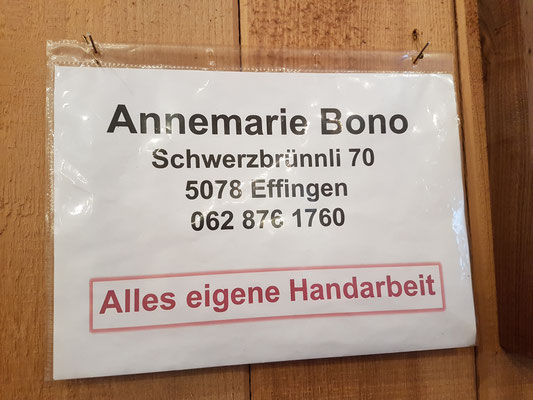 Annemarie Bono
Schwerzbrünnli 70
5078 Effingen
062 876 1760
Alles eigene Handarbeit